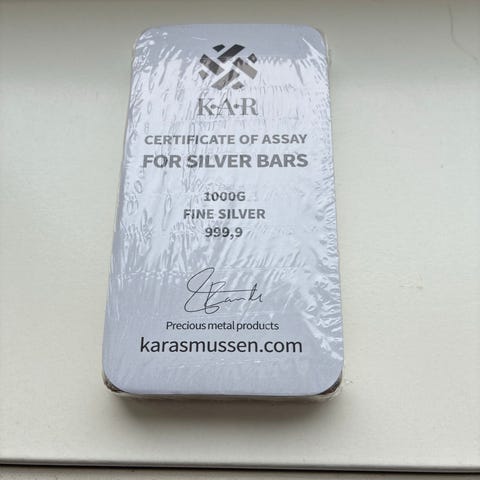 K·A·R
CERTIFICATE OF ASSAY
FOR SILVER BARS
1000G
FINE SILVER
999,9
Precious metal products
karasmussen.com